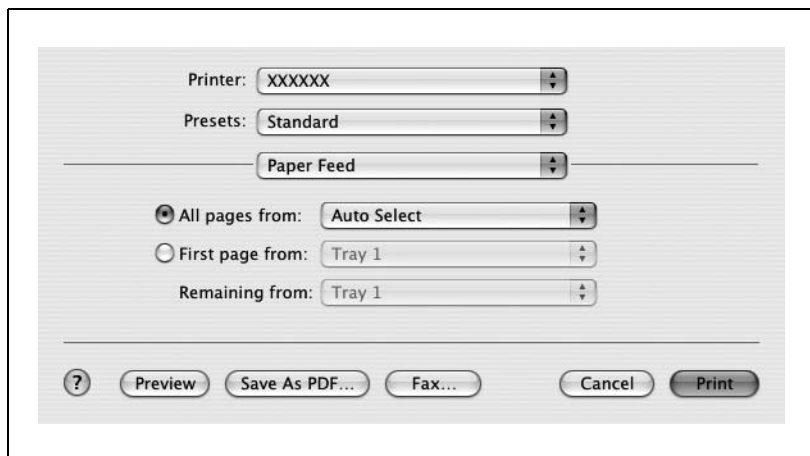 Printer: XXXXXX
Presets: Standard
Paper Feed
All pages from: Auto Select
First page from: Tray 1
Remaining from: Tray 1
? Preview Save As PDF... Fax... Cancel Print